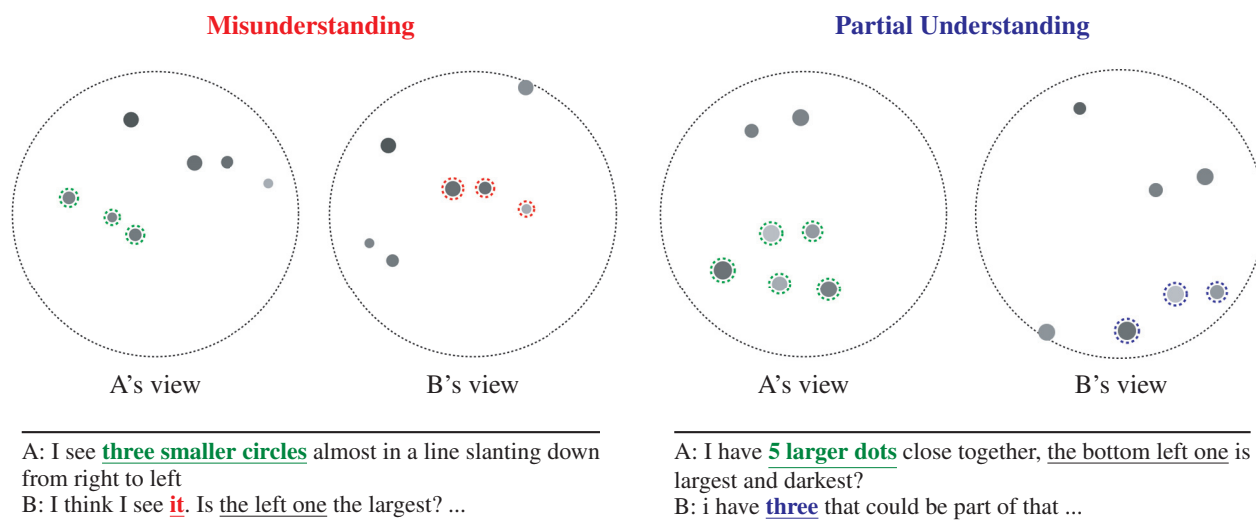 Misunderstanding
Partial Understanding
A's view
B's view
A's view
B's view
A: I see three smaller circles almost in a line slanting down
from right to left
B: I think I see it. Is the left one the largest? ...
A: I have 5 larger dots close together, the bottom left one is
largest and darkest?
B: i have three that could be part of that ...